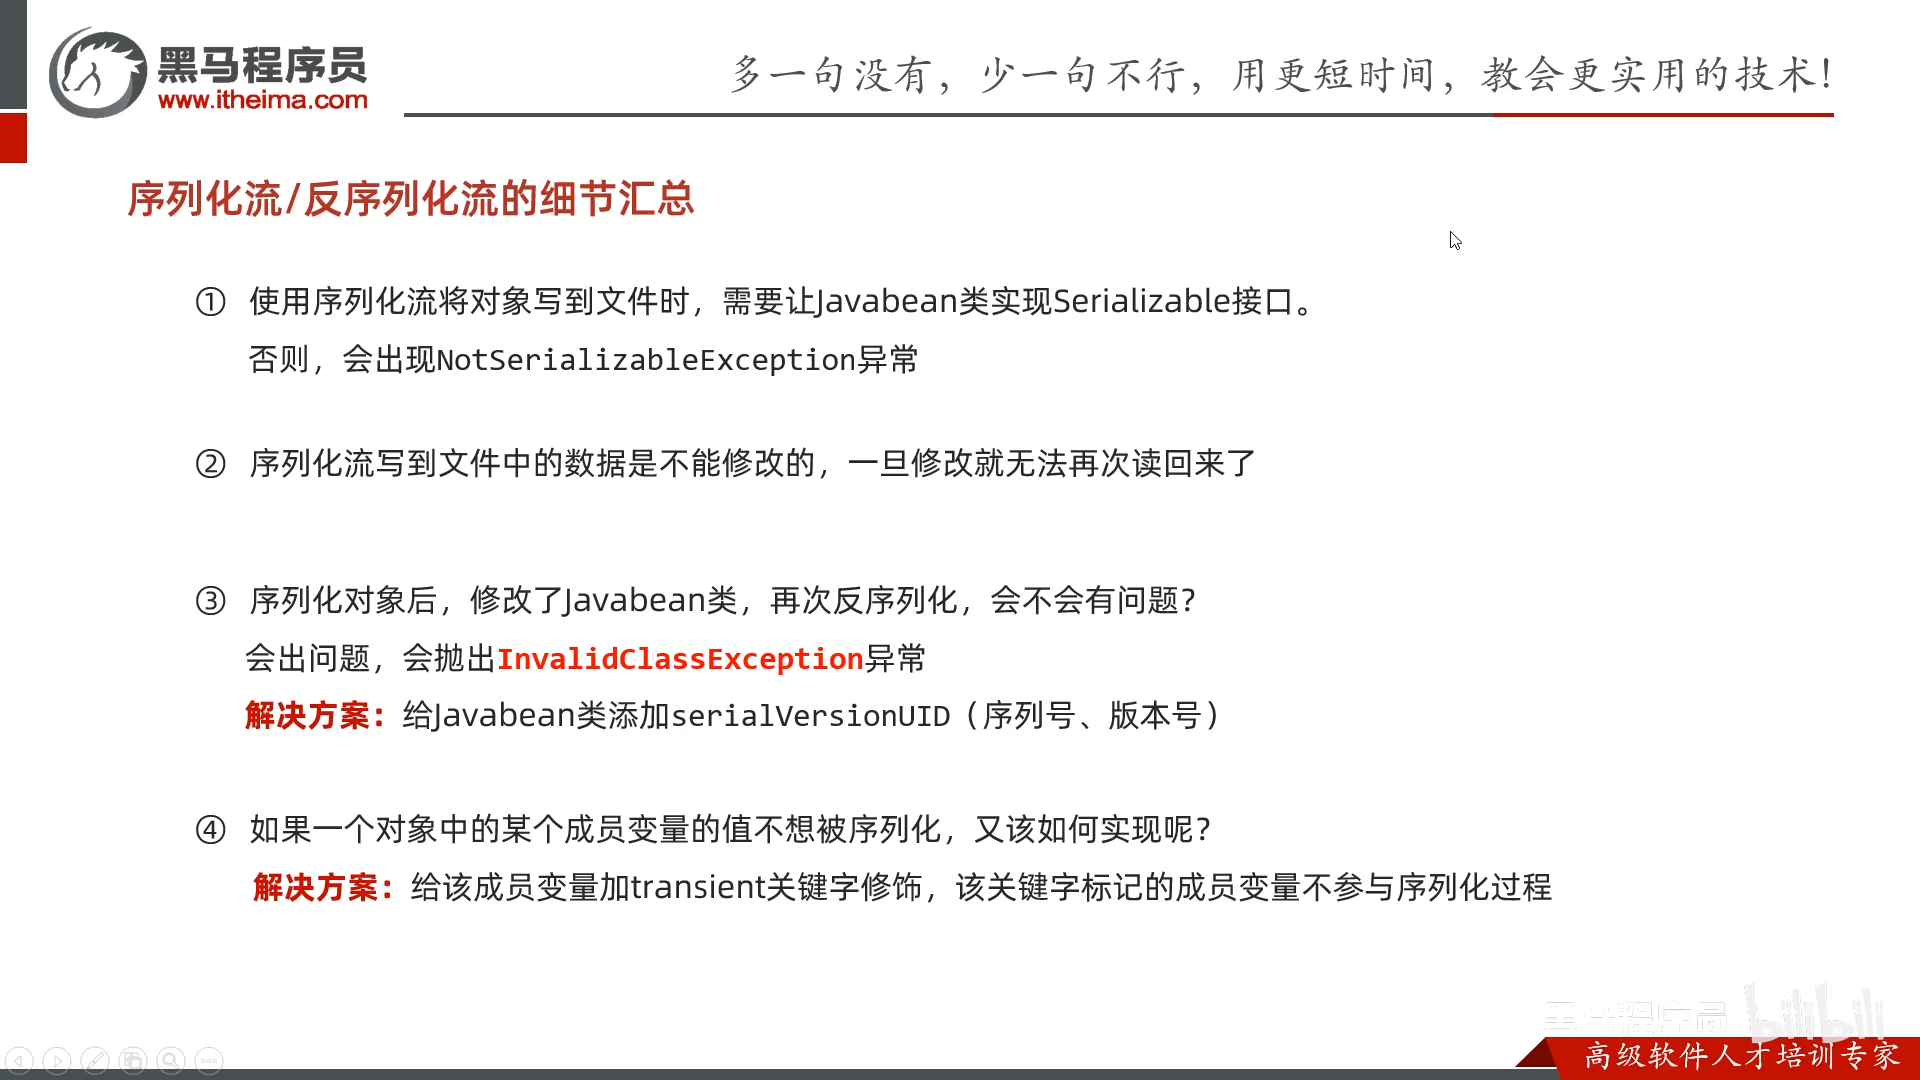 黑马程序员
www.itheima.com
多一句没有，少一句不行，用更短时间，教会更实用的技术！
序列化流/反序列化流的细节汇总
① 使用序列化流将对象写到文件时，需要让Javabean类实现Serializable接口。
否则，会出现NotSerializableException异常
② 序列化流写到文件中的数据是不能修改的，一旦修改就无法再次读回来了
③ 序列化对象后，修改了Javabean类，再次反序列化，会不会有问题？
会出问题，会抛出InvalidClassException异常
解决方案：给Javabean类添加serialVersionUID（序列号、版本号）
④ 如果一个对象中的某个成员变量的值不想被序列化，又该如何实现呢？
解决方案：给该成员变量加transient关键字修饰，该关键字标记的成员变量不参与序列化过程
黑马程序员 bilibili
高级软件人才培训专家